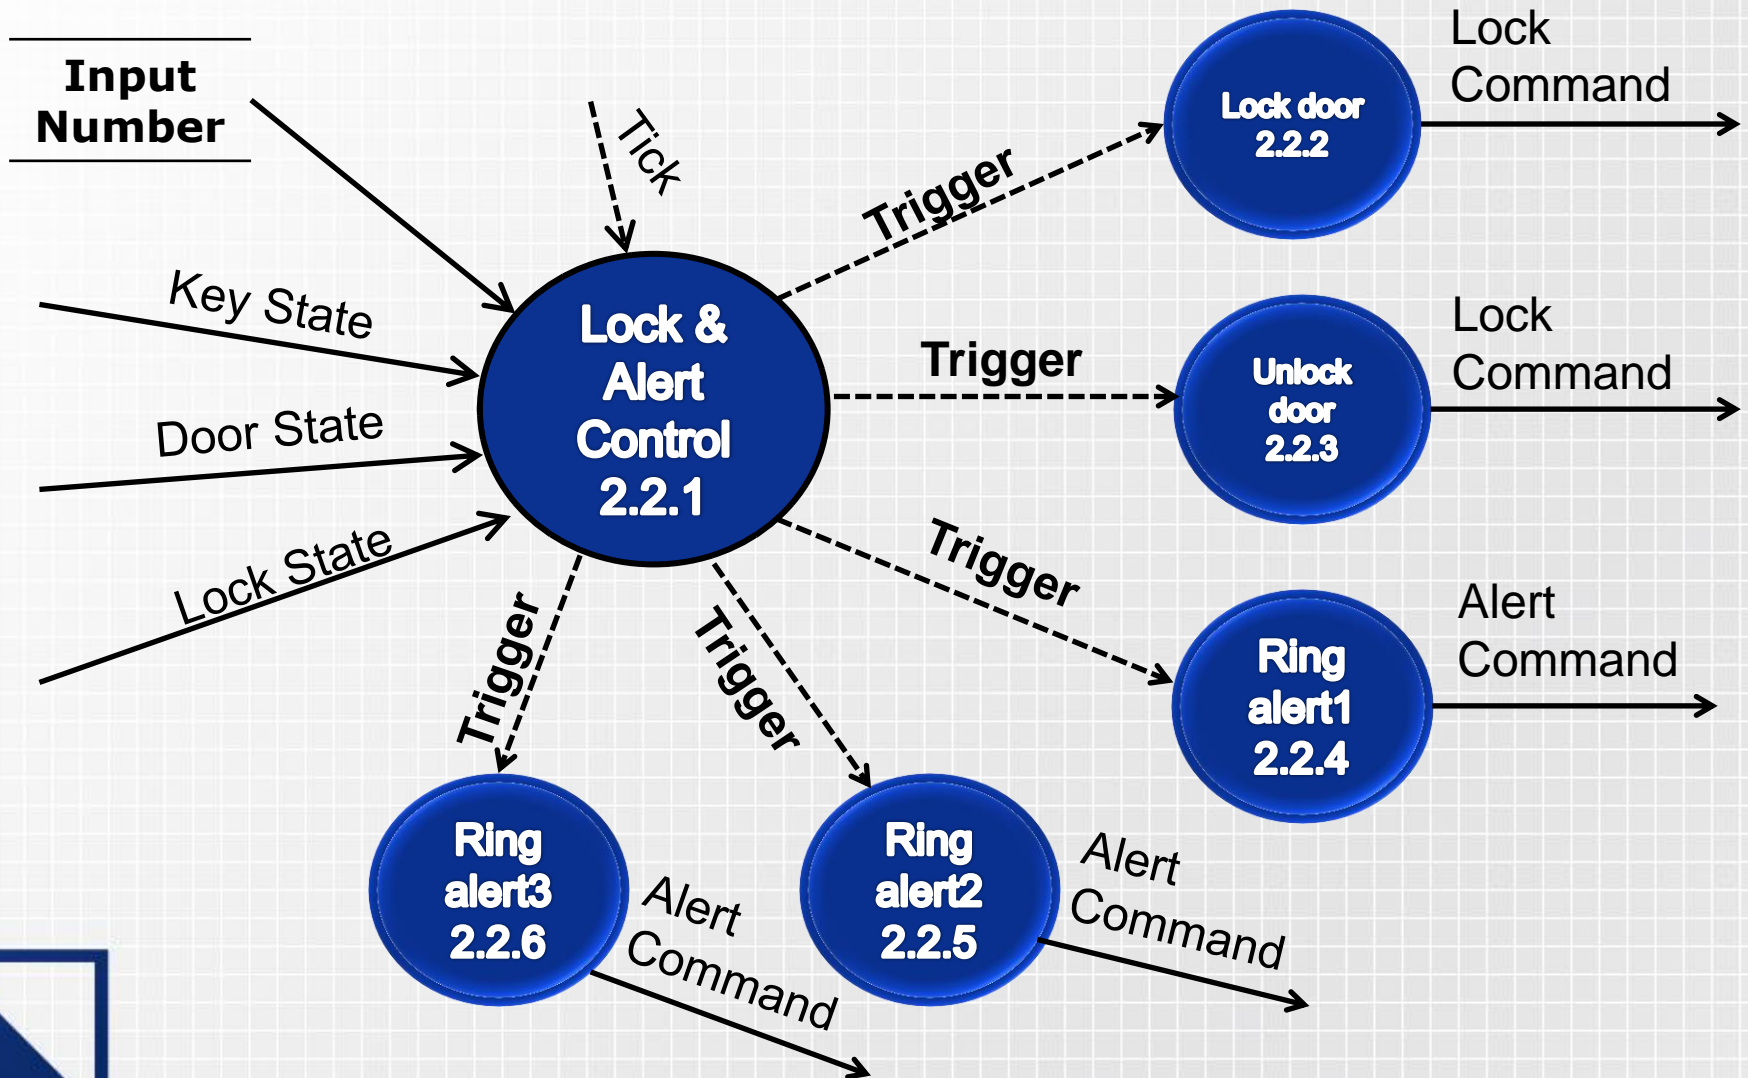 Input
Number
Tick
Key State
Door State
Lock State
Lock &
Alert
Control
2.2.1
Trigger
Lock door
2.2.2
Lock
Command
Trigger
Unlock
door
2.2.3
Lock
Command
Trigger
Ring
alert1
2.2.4
Alert
Command
Trigger
Ring
alert2
2.2.5
Alert
Command
Trigger
Ring
alert3
2.2.6
Alert
Command